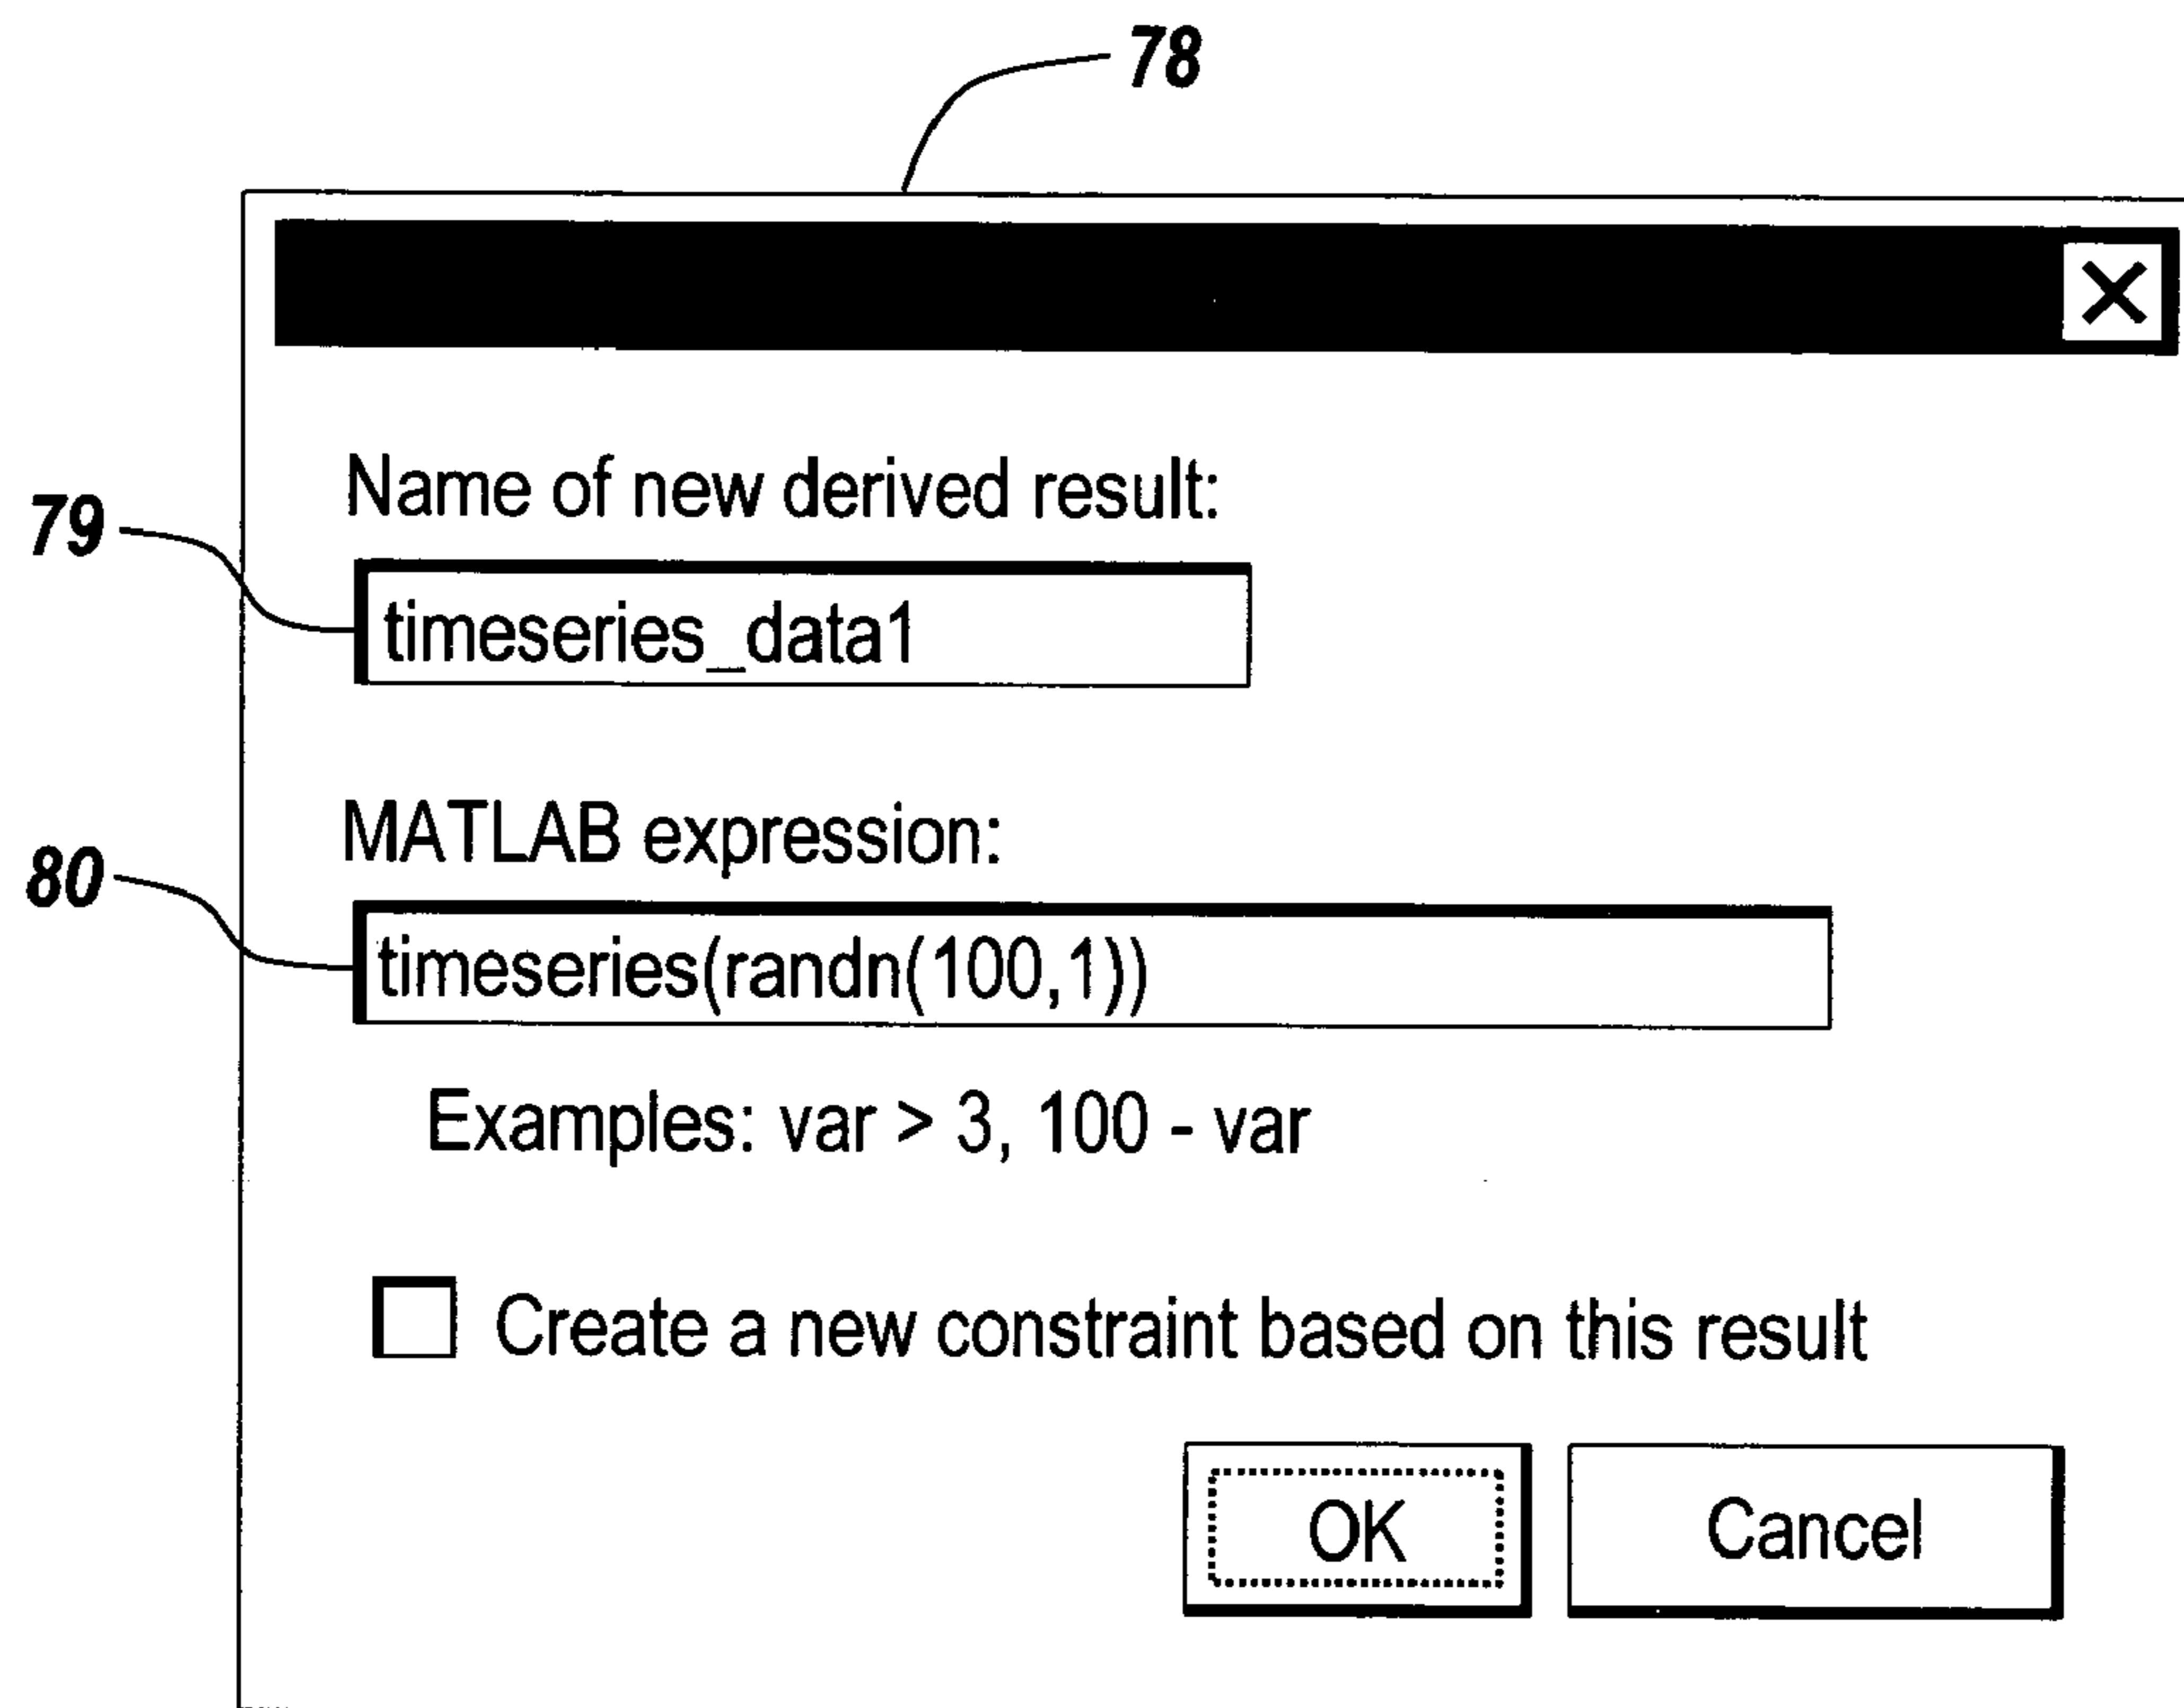 78
Name of new derived result:
79
timeseries_data1
MATLAB expression:
80
timeseries(randn(100,1))
Examples: var > 3, 100 - var
Create a new constraint based on this result
OK
Cancel